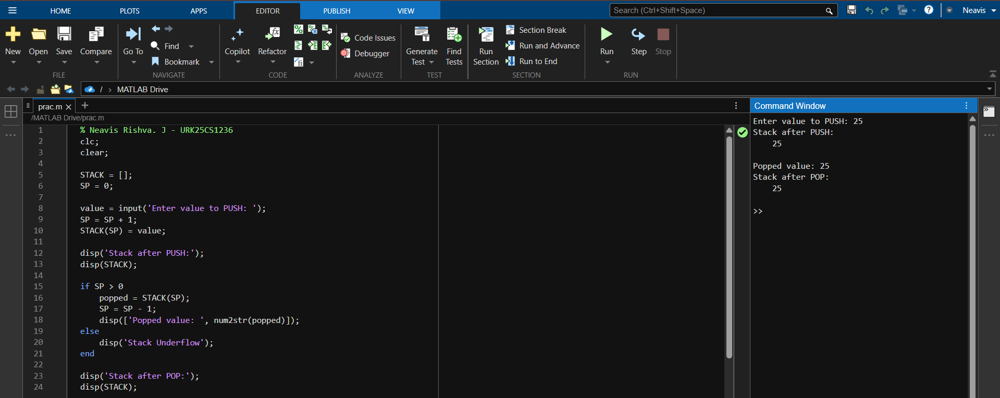 HOME PLOTS APPS EDITOR PUBLISH VIEW Search (Ctrl+Shift+Space) Neavis
New Open Save Compare
FILE
Go To Find Bookmark
NAVIGATE
Copilot Refactor
CODE
Code Issues
Debugger
ANALYZE
Generate Test Find Tests
TEST
Run Section
Section Break
Run and Advance
Run to End
SECTION
Run Step Stop
RUN
/ › MATLAB Drive
prac.m
/MATLAB Drive/prac.m
1 % Neavis Rishva. J - URK25CS1236
2 clc;
3 clear;
4
5 STACK = [];
6 SP = 0;
7
8 value = input('Enter value to PUSH: ');
9 SP = SP + 1;
10 STACK(SP) = value;
11
12 disp('Stack after PUSH:');
13 disp(STACK);
14
15 if SP > 0
16     popped = STACK(SP);
17     SP = SP - 1;
18     disp(['Popped value: ', num2str(popped)]);
19 else
20     disp('Stack Underflow');
21 end
22
23 disp('Stack after POP:');
24 disp(STACK);
Command Window
Enter value to PUSH: 25
Stack after PUSH:
    25
Popped value: 25
Stack after POP:
    25
>>